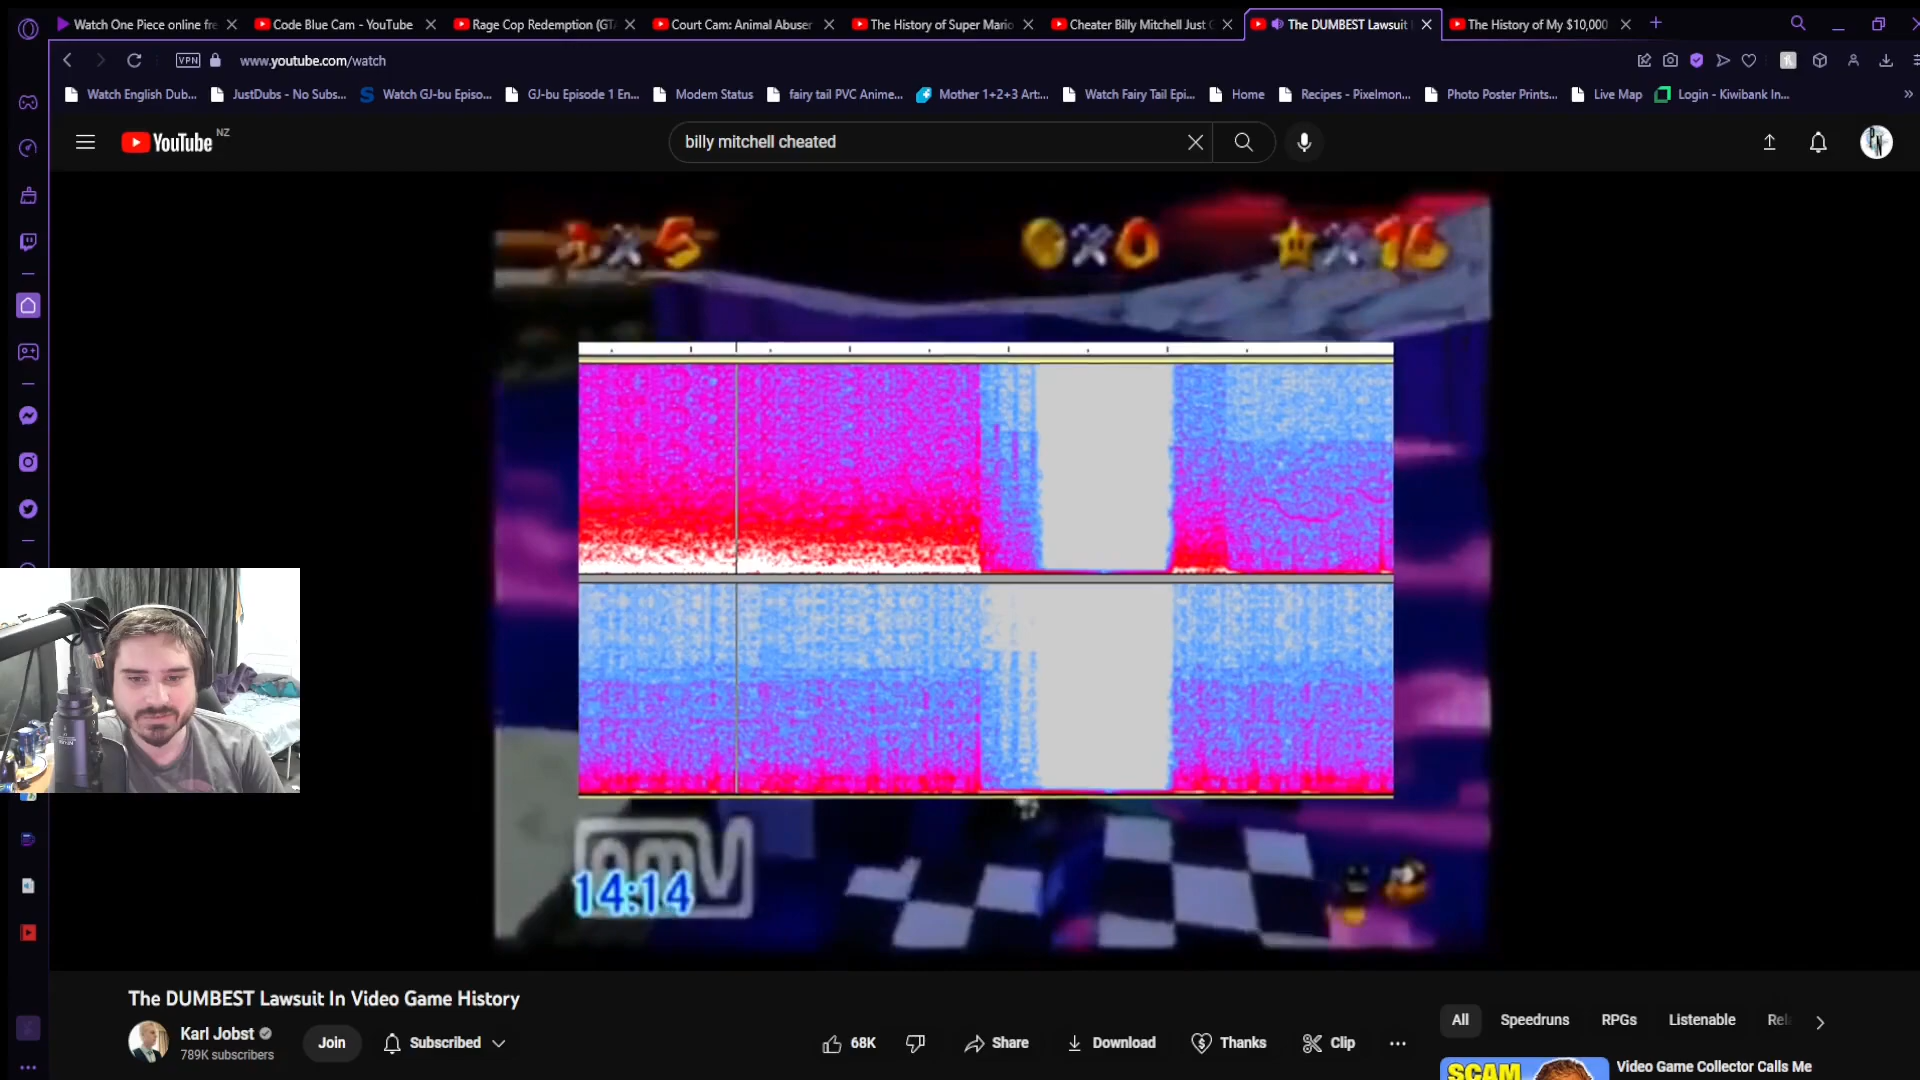 Watch One Piece online fre
Code Blue Cam - YouTube
Rage Cop Redemption (GT
Court Cam: Animal Abuser
The History of Super Mario
Cheater Billy Mitchell Just
The DUMBEST Lawsuit
The History of My $10,000
VPN
www.youtube.com/watch
Watch English Dub...
JustDubs - No Subs...
Watch GJ-bu Episo...
GJ-bu Episode 1 En...
Modem Status
fairy tail PVC Anime...
Mother 1+2+3 Art:...
Watch Fairy Tail Epi...
Home
Recipes - Pixelmon...
Photo Poster Prints...
Live Map
Login - Kiwibank In...
YouTube NZ
billy mitchell cheated
x 5
x 0
x 16
14:14
The DUMBEST Lawsuit In Video Game History
Karl Jobst
789K subscribers
Join
Subscribed
68K
Share
Download
Thanks
Clip
All
Speedruns
RPGs
Listenable
Rel
SCAM
Video Game Collector Calls Me